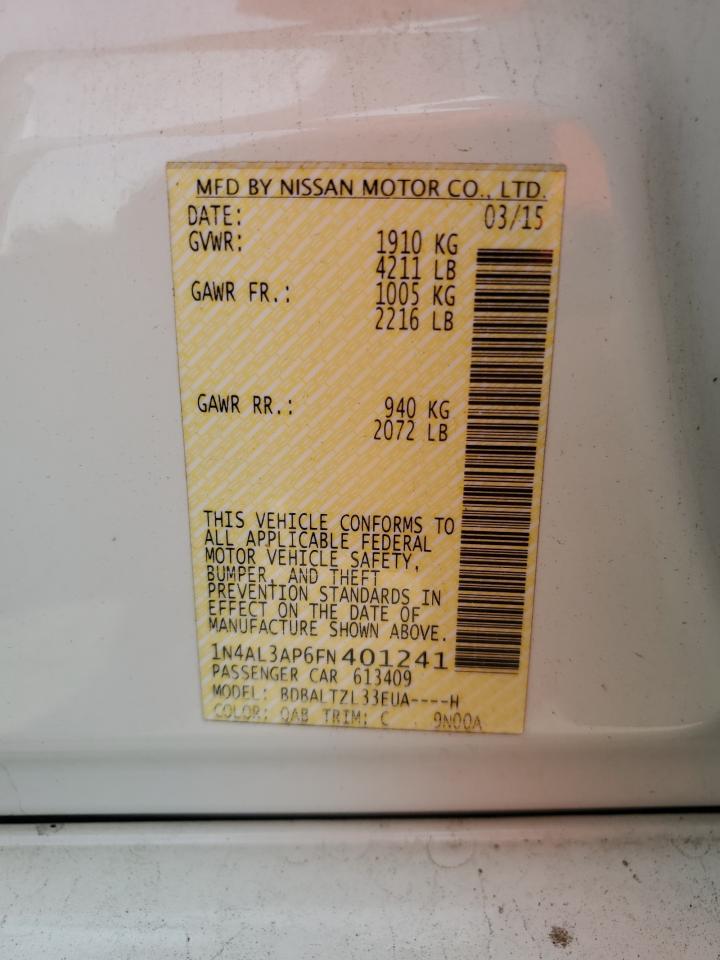 MFD BY NISSAN MOTOR CO., LTD.
DATE: 03/15
GVWR: 1910 KG
4211 LB
GAWR FR.: 1005 KG
2216 LB
GAWR RR.: 940 KG
2072 LB
THIS VEHICLE CONFORMS TO
ALL APPLICABLE FEDERAL
MOTOR VEHICLE SAFETY,
BUMPER, AND THEFT
PREVENTION STANDARDS IN
EFFECT ON THE DATE OF
MANUFACTURE SHOWN ABOVE.
1N4AL3AP6FN401241
PASSENGER CAR 613409
MODEL: BDBALTZL33EUA----H
COLOR: QAB TRIM: C 9N00A